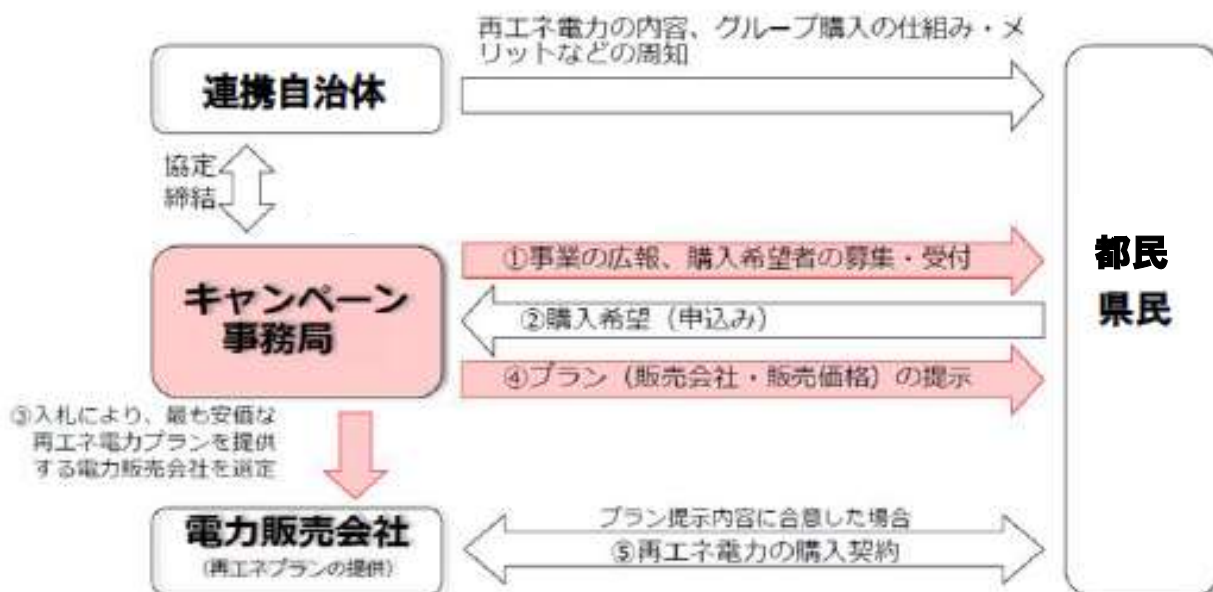 再エネ電力の内容、グループ購入の仕組み・メ
リットなどの周知
連携自治体
協定
締結
①事業の広報、購入希望者の募集・受付
キャンペーン
事務局
②購入希望（申込み）
④プラン（販売会社・販売価格）の提示
都民
県民
③入札により、最も安価な
再エネ電力プランを提供
する電力販売会社を選定
電力販売会社
（再エネプランの提供）
プラン提示内容に合意した場合
⑤再エネ電力の購入契約